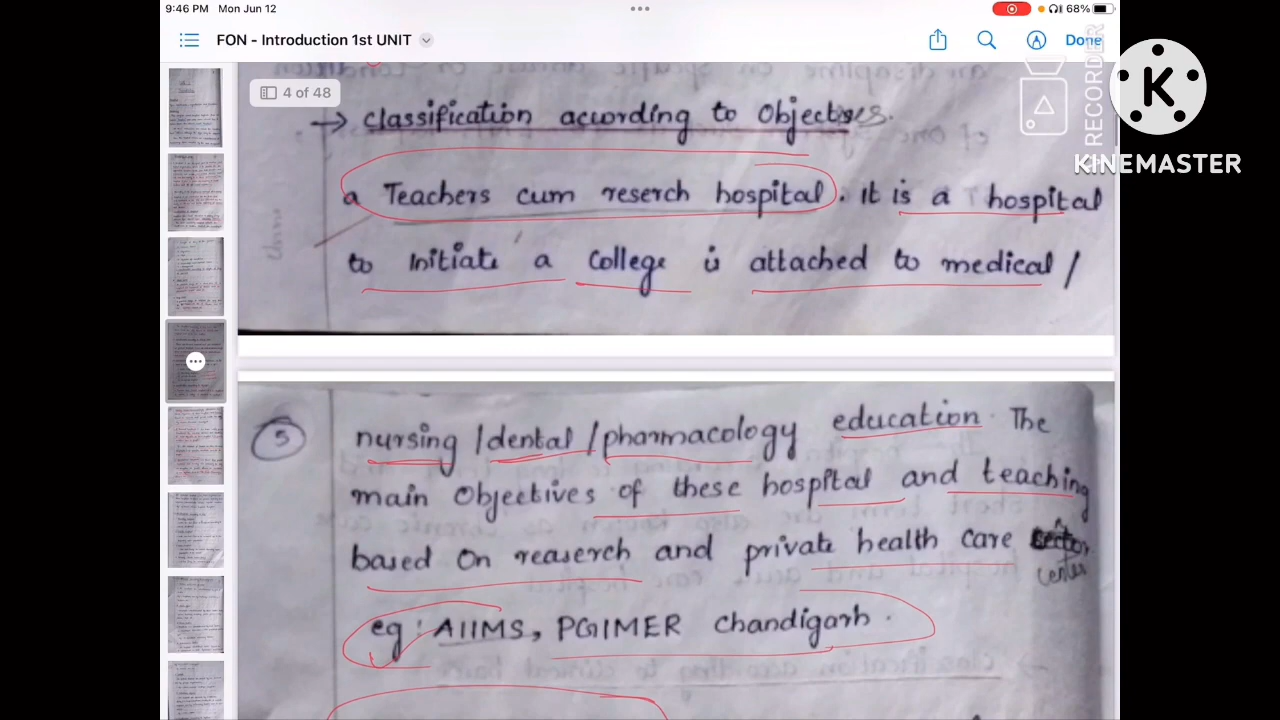 9:46 PM Mon Jun 12
68%
FON - Introduction 1st UNIT
Done
4 of 48
RECORDER
KINEMASTER
→ classification according to Objectives.
a Teachers cum reserch hospital. it is a hospital
to initiate a college is attached to medical /
5
nursing /dental /pharmacology education. The
main objectives of these hospital and teaching
based on reaserch and private health care
center
eg: AIIMS, PGIMER chandigarh.